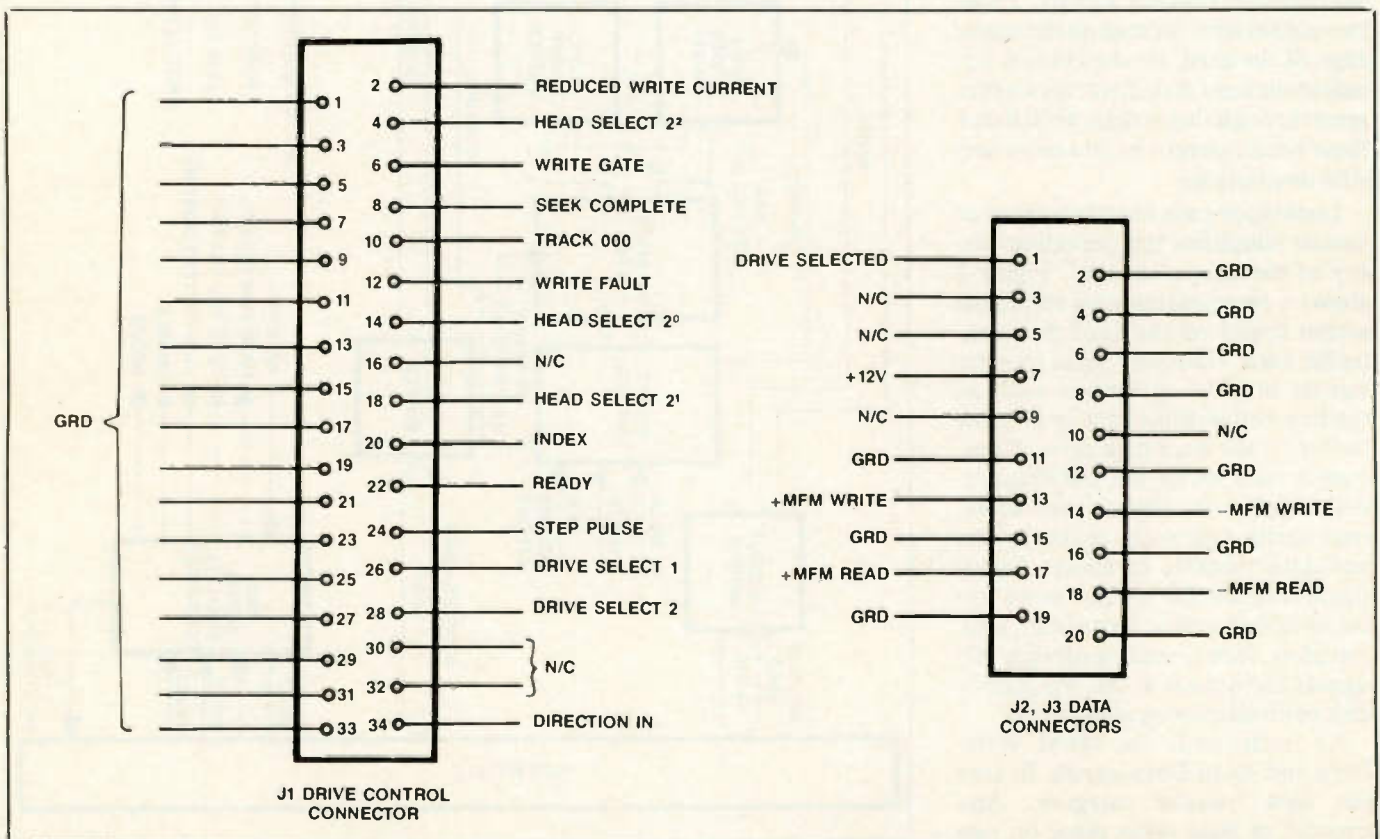 GRD
1
3
5
7
9
11
13
15
17
19
21
23
25
27
29
31
33
2 REDUCED WRITE CURRENT
4 HEAD SELECT 2²
6 WRITE GATE
8 SEEK COMPLETE
10 TRACK 000
12 WRITE FAULT
14 HEAD SELECT 2⁰
16 N/C
18 HEAD SELECT 2¹
20 INDEX
22 READY
24 STEP PULSE
26 DRIVE SELECT 1
28 DRIVE SELECT 2
30
N/C
32
34 DIRECTION IN
J1 DRIVE CONTROL
CONNECTOR
DRIVE SELECTED 1
N/C 3
N/C 5
+12V 7
N/C 9
GRD 11
+MFM WRITE 13
GRD 15
+MFM READ 17
GRD 19
2 GRD
4 GRD
6 GRD
8 GRD
10 N/C
12 GRD
14 −MFM WRITE
16 GRD
18 −MFM READ
20 GRD
J2, J3 DATA
CONNECTORS